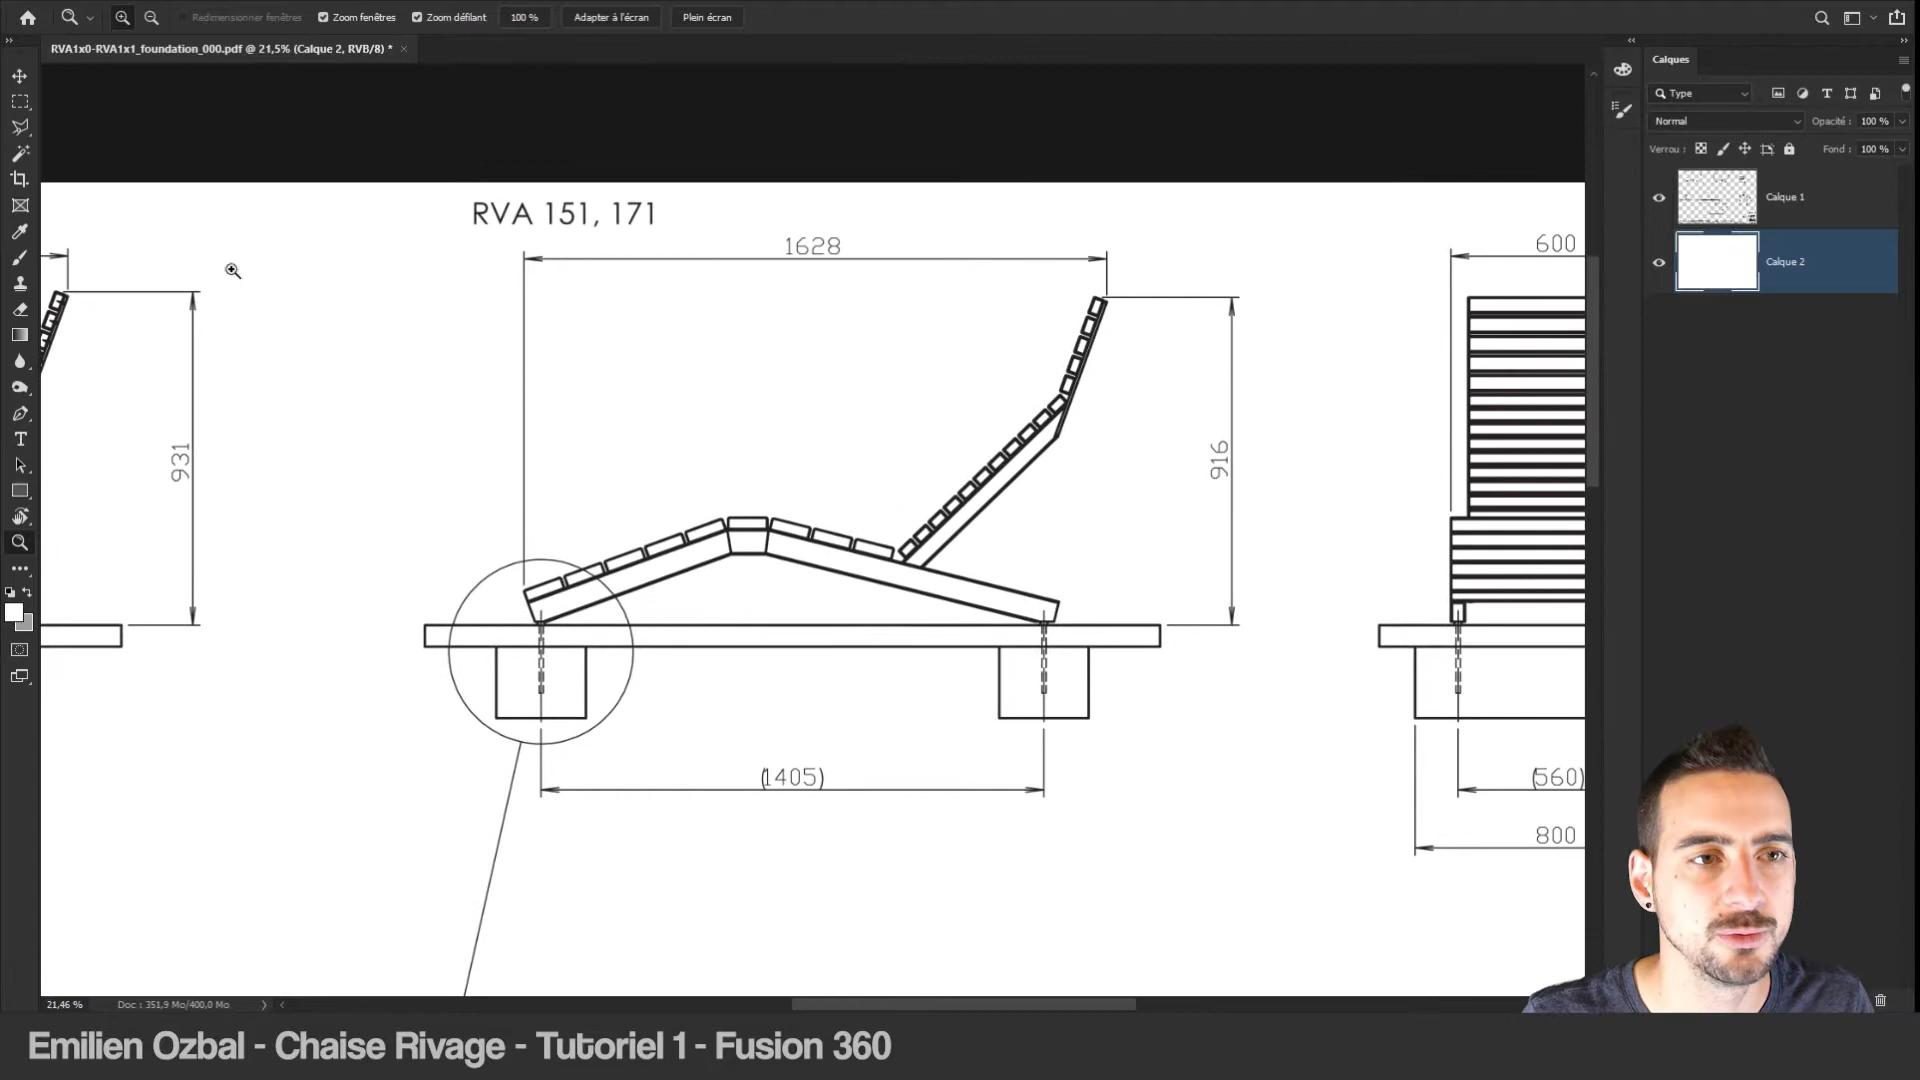 Redimensionner fenêtres
Zoom fenêtres
Zoom défilant
100 %
Adapter à l'écran
Plein écran
RVA1x0-RVA1x1_foundation_000.pdf @ 21,5% (Calque 2, RVB/8) *
Calques
Type
Normal
Opacité : 100 %
Verrou :
Fond : 100 %
Calque 1
Calque 2
RVA 151, 171
1628
600
931
916
(1405)
(560)
800
21,46 %
Doc : 351,9 Mo/400,0 Mo
Emilien Ozbal - Chaise Rivage - Tutoriel 1 - Fusion 360